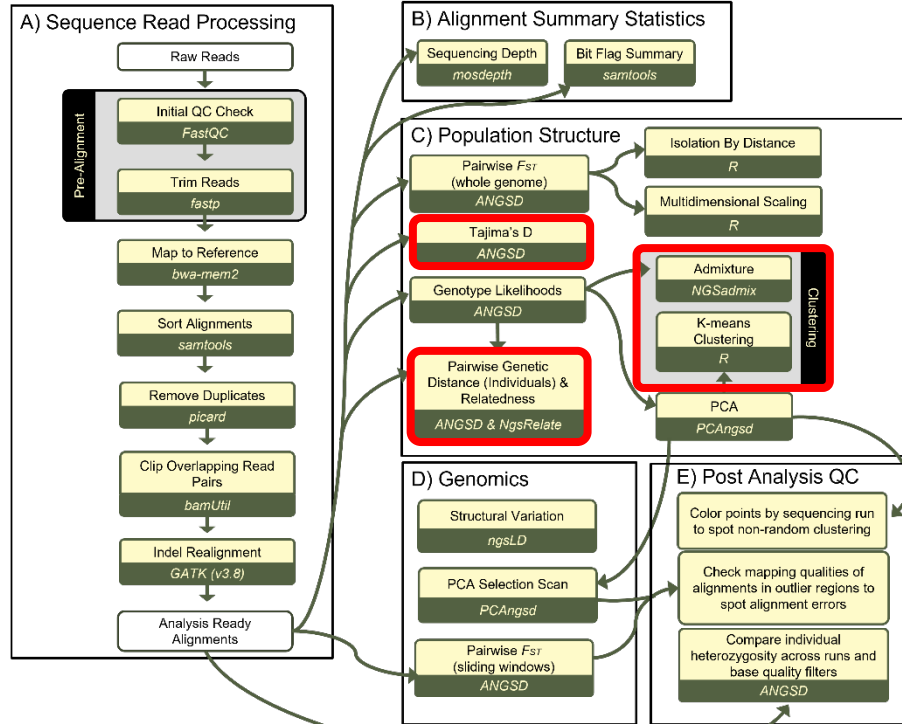 A) Sequence Read Processing
Raw Reads
Pre-Alignment
Initial QC Check
FastQC
Trim Reads
fastp
Map to Reference
bwa-mem2
Sort Alignments
samtools
Remove Duplicates
picard
Clip Overlapping Read
Pairs
bamUtil
Indel Realignment
GATK (v3.8)
Analysis Ready
Alignments
B) Alignment Summary Statistics
Sequencing Depth
mosdepth
Bit Flag Summary
samtools
C) Population Structure
Pairwise FST
(whole genome)
ANGSD
Isolation By Distance
R
Multidimensional Scaling
R
Tajima's D
ANGSD
Genotype Likelihoods
ANGSD
Admixture
NGSadmix
K-means
Clustering
R
Clustering
Pairwise Genetic
Distance (Individuals) &
Relatedness
ANGSD & NgsRelate
PCA
PCAngsd
D) Genomics
Structural Variation
ngsLD
PCA Selection Scan
PCAngsd
Pairwise FST
(sliding windows)
ANGSD
E) Post Analysis QC
Color points by sequencing run
to spot non-random clustering
Check mapping qualities of
alignments in outlier regions to
spot alignment errors
Compare individual
heterozygosity across runs and
base quality filters
ANGSD